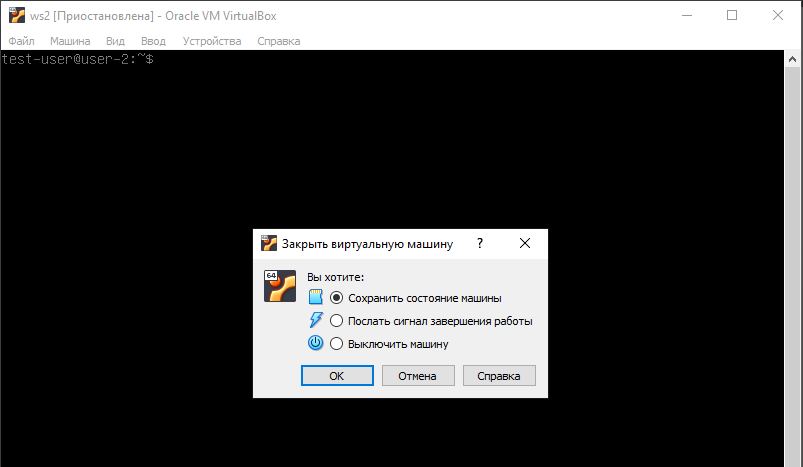 ws2 [Приостановлена] - Oracle VM VirtualBox
Файл Машина Вид Ввод Устройства Справка
test-user@user-2:~$
Закрыть виртуальную машину ?
64
Вы хотите:
Сохранить состояние машины
Послать сигнал завершения работы
Выключить машину
OK Отмена Справка